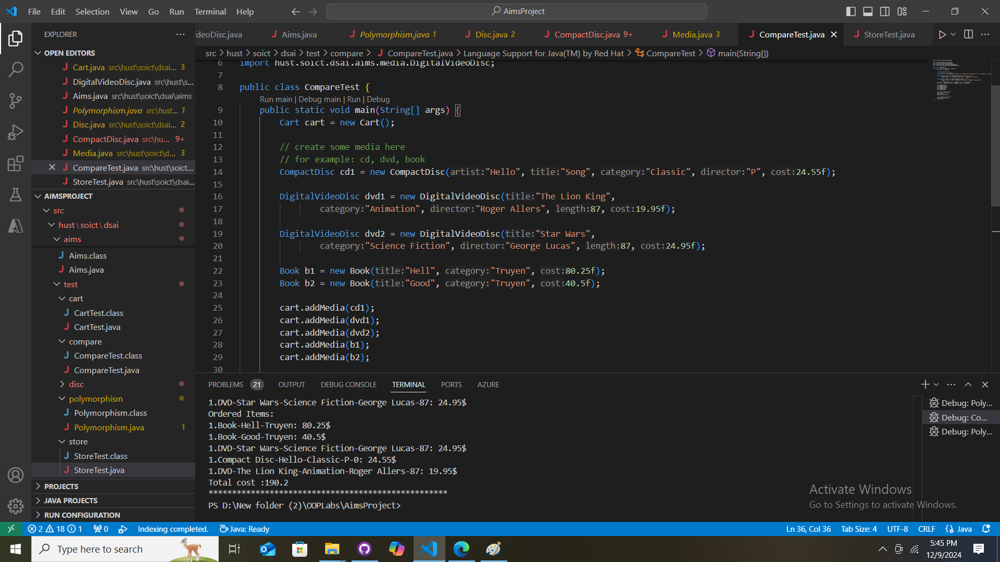 File Edit Selection View Go Run Terminal Help
AimsProject
EXPLORER
OPEN EDITORS
Cart.java src\hust\soict\dsai... 3
DigitalVideoDisc.java src\hust\s...
Aims.java src\hust\soict\dsai\aims
Polymorphism.java src\hust... 1
Disc.java src\hust\soict\dsai... 2
CompactDisc.java src\hu... 9+
Media.java src\hust\soict\d... 3
CompareTest.java src\hust\soict...
StoreTest.java src\hust\soict\dsai...
AIMSPROJECT
src
hust\soict\dsai
aims
Aims.class
Aims.java
test
cart
CartTest.class
CartTest.java
compare
CompareTest.class
CompareTest.java
disc
polymorphism
Polymorphism.class
Polymorphism.java 1
store
StoreTest.class
StoreTest.java
PROJECTS
JAVA PROJECTS
RUN CONFIGURATION
ideoDisc.java Aims.java Polymorphism.java 1 Disc.java 2 CompactDisc.java 9+ Media.java 3 CompareTest.java StoreTest.java
src > hust > soict > dsai > test > compare > CompareTest.java > Language Support for Java(TM) by Red Hat > CompareTest > main(String[])
6 import hust.soict.dsai.aims.media.DigitalVideoDisc;
7
8 public class CompareTest {
Run main | Debug main | Run | Debug
9 public static void main(String[] args) {
10 Cart cart = new Cart();
11
12 // create some media here
13 // for example: cd, dvd, book
14 CompactDisc cd1 = new CompactDisc(artist:"Hello", title:"Song", category:"Classic", director:"P", cost:24.55f);
15
16 DigitalVideoDisc dvd1 = new DigitalVideoDisc(title:"The Lion King",
17 category:"Animation", director:"Roger Allers", length:87, cost:19.95f);
18
19 DigitalVideoDisc dvd2 = new DigitalVideoDisc(title:"Star Wars",
20 category:"Science Fiction", director:"George Lucas", length:87, cost:24.95f);
21
22 Book b1 = new Book(title:"Hell", category:"Truyen", cost:80.25f);
23 Book b2 = new Book(title:"Good", category:"Truyen", cost:40.5f);
24
25 cart.addMedia(cd1);
26 cart.addMedia(dvd1);
27 cart.addMedia(dvd2);
28 cart.addMedia(b1);
29 cart.addMedia(b2);
30
PROBLEMS 21 OUTPUT DEBUG CONSOLE TERMINAL PORTS AZURE
1.DVD-Star Wars-Science Fiction-George Lucas-87: 24.95$
Ordered Items:
1.Book-Hell-Truyen: 80.25$
1.Book-Good-Truyen: 40.5$
1.DVD-Star Wars-Science Fiction-George Lucas-87: 24.95$
1.Compact Disc-Hello-Classic-P-0: 24.55$
1.DVD-The Lion King-Animation-Roger Allers-87: 19.95$
Total cost :190.2
***************************************************
PS D:\New folder (2)\OOPLabs\AimsProject>
Debug: Poly...
Debug: Co...
Debug: Poly...
Activate Windows
Go to Settings to activate Windows.
2 18 1 0 Indexing completed. Java: Ready
Ln 36, Col 36 Tab Size: 4 UTF-8 CRLF Java
Type here to search
5:45 PM
12/9/2024